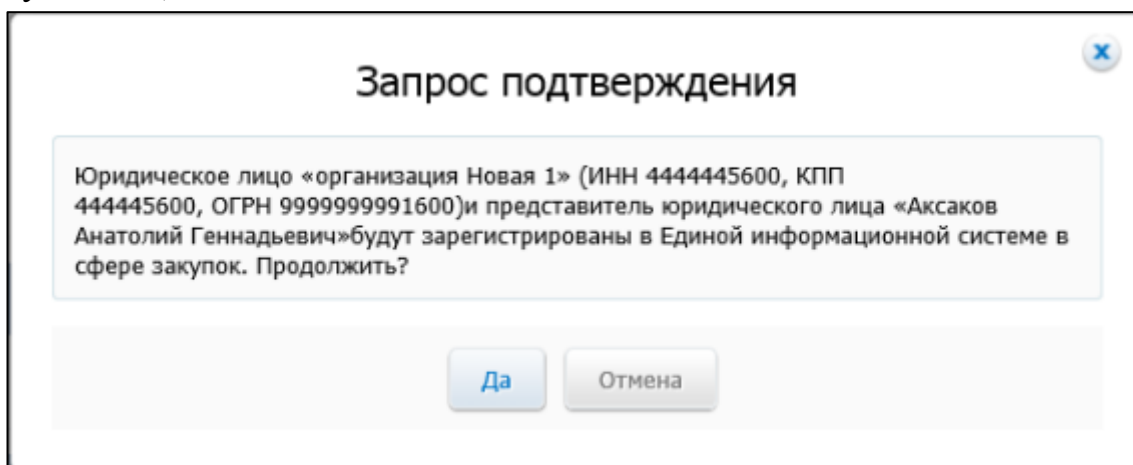 Запрос подтверждения
Юридическое лицо «организация Новая 1» (ИНН 4444445600, КПП
444445600, ОГРН 9999999991600)и представитель юридического лица «Аксаков
Анатолий Геннадьевич»будут зарегистрированы в Единой информационной системе в
сфере закупок. Продолжить?
Да
Отмена